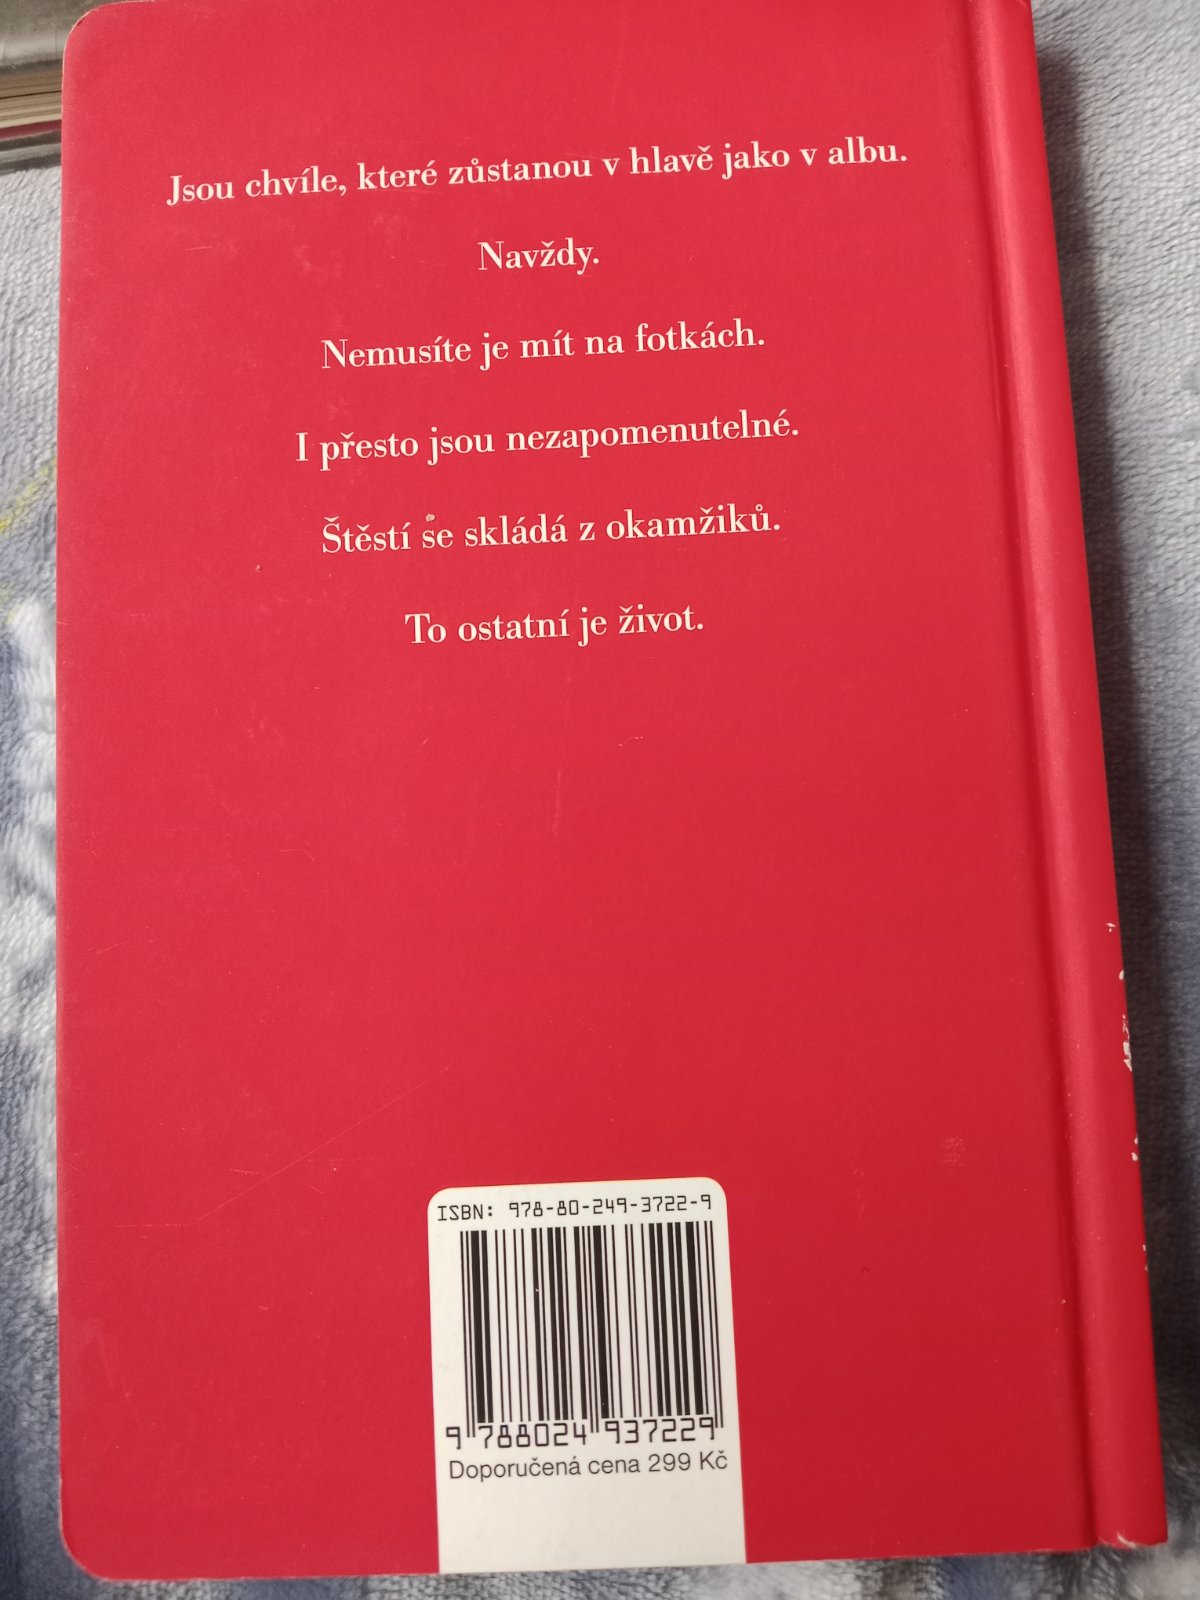 Jsou chvíle, které zůstanou v hlavě jako v albu.
Navždy.
Nemusíte je mít na fotkách.
I přesto jsou nezapomenutelné.
Štěstí se skládá z okamžiků.
To ostatní je život.
ISBN: 978-80-249-3722-9
9 788024 937229
Doporučená cena 299 Kč